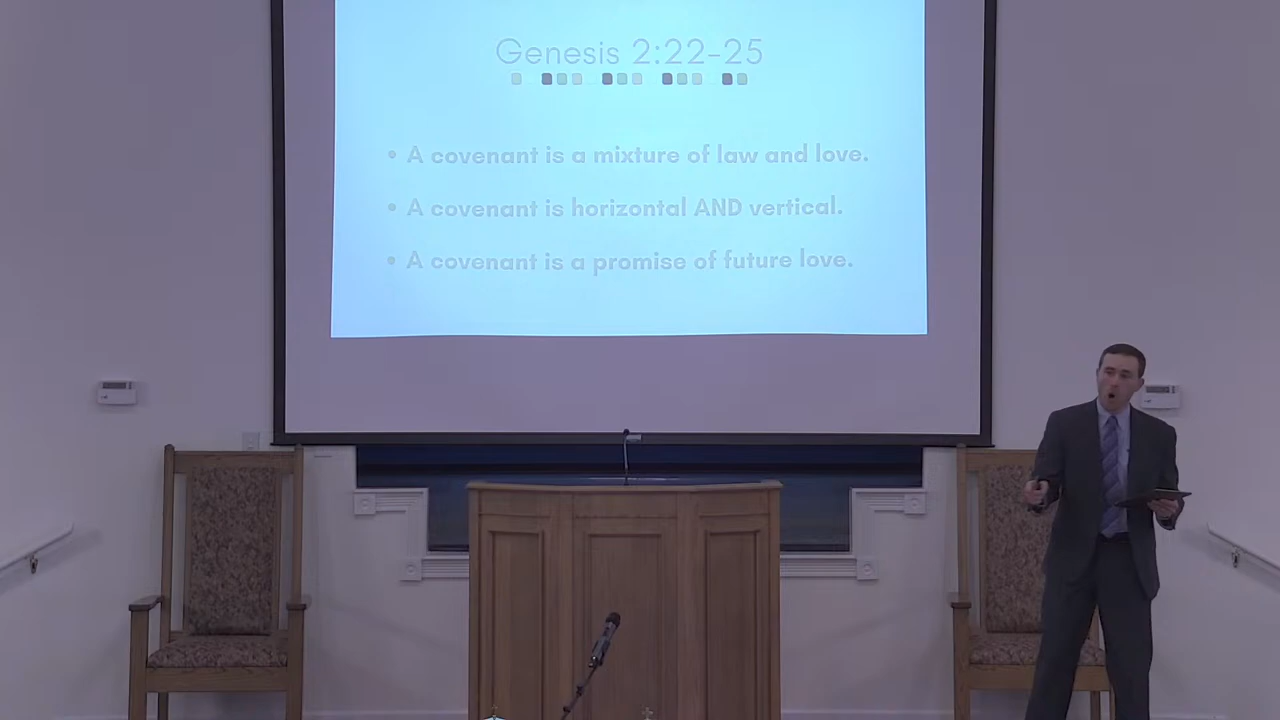 Genesis 2:22-25
• A covenant is a mixture of law and love.
• A covenant is horizontal AND vertical.
• A covenant is a promise of future love.